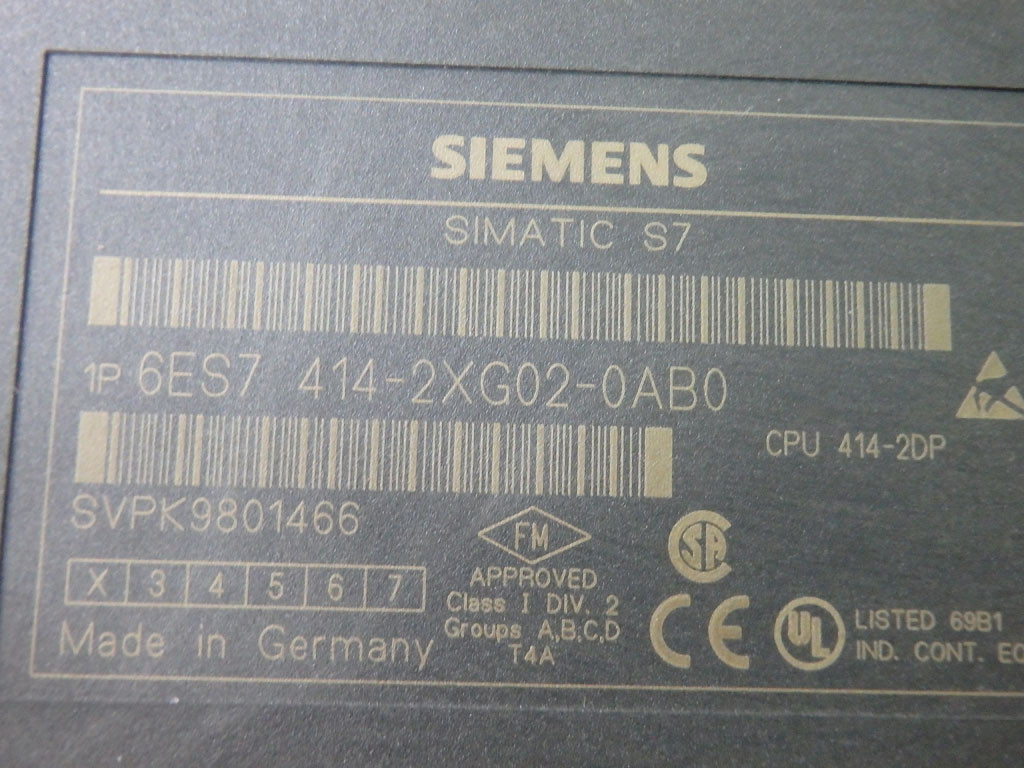 SIEMENS
SIMATIC S7
1P 6ES7 414-2XG02-0AB0
CPU 414-2DP
SVPK9801466
X 3 4 5 6 7
Made in Germany
FM
APPROVED
Class I DIV. 2
Groups A,B,C,D
T4A
SA
CE
UL
LISTED 69B1
IND. CONT. EQ